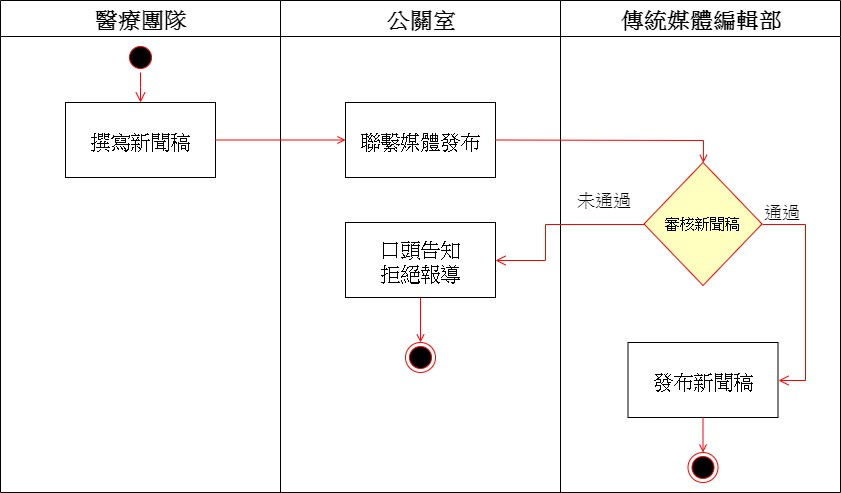 醫療團隊
公關室
傳統媒體編輯部
撰寫新聞稿
聯繫媒體發布
未通過
審核新聞稿
通過
口頭告知
拒絕報導
發布新聞稿